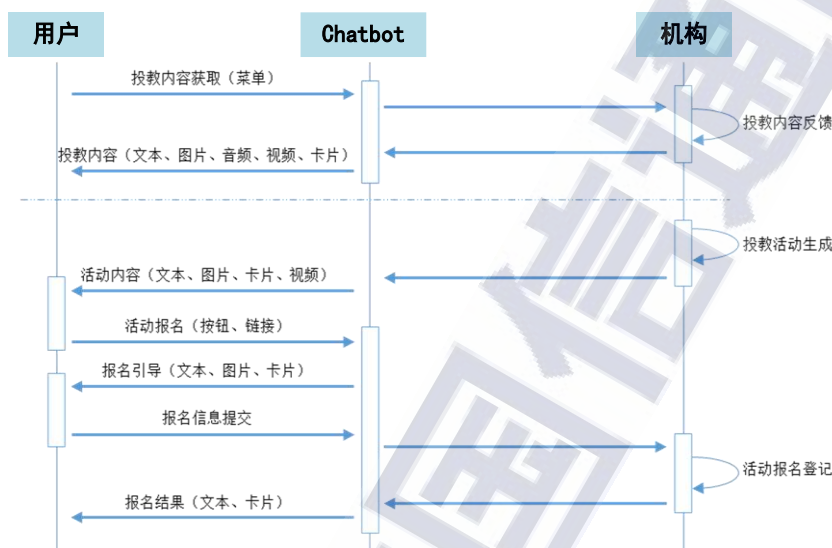 用户
Chatbot
机构
投教内容获取（菜单）
投教内容反馈
投教内容（文本、图片、音频、视频、卡片）
投教活动生成
活动内容（文本、图片、卡片、视频）
活动报名（按钮、链接）
报名引导（文本、图片、卡片）
报名信息提交
活动报名登记
报名结果（文本、卡片）
国信通